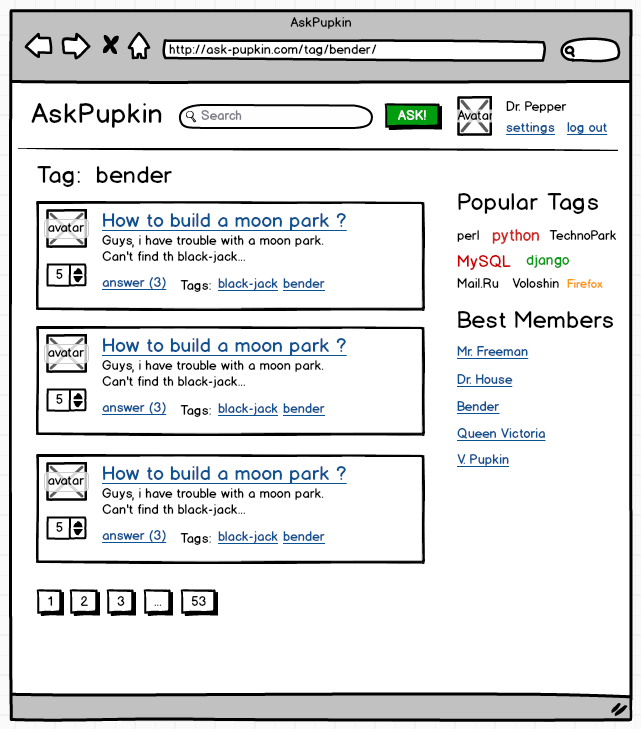 AskPupkin
http://ask-pupkin.com/tag/bender/
AskPupkin
Search
ASK!
Avatar
Dr. Pepper
settings log out
Tag: bender
avatar
How to build a moon park ?
Guys, i have trouble with a moon park.
Can't find th black-jack...
5
answer (3) Tags: black-jack bender
avatar
How to build a moon park ?
Guys, i have trouble with a moon park.
Can't find th black-jack...
5
answer (3) Tags: black-jack bender
avatar
How to build a moon park ?
Guys, i have trouble with a moon park.
Can't find th black-jack...
5
answer (3) Tags: black-jack bender
1 2 3 ... 53
Popular Tags
perl python TechnoPark
MySQL django
Mail.Ru Voloshin Firefox
Best Members
Mr. Freeman
Dr. House
Bender
Queen Victoria
V. Pupkin